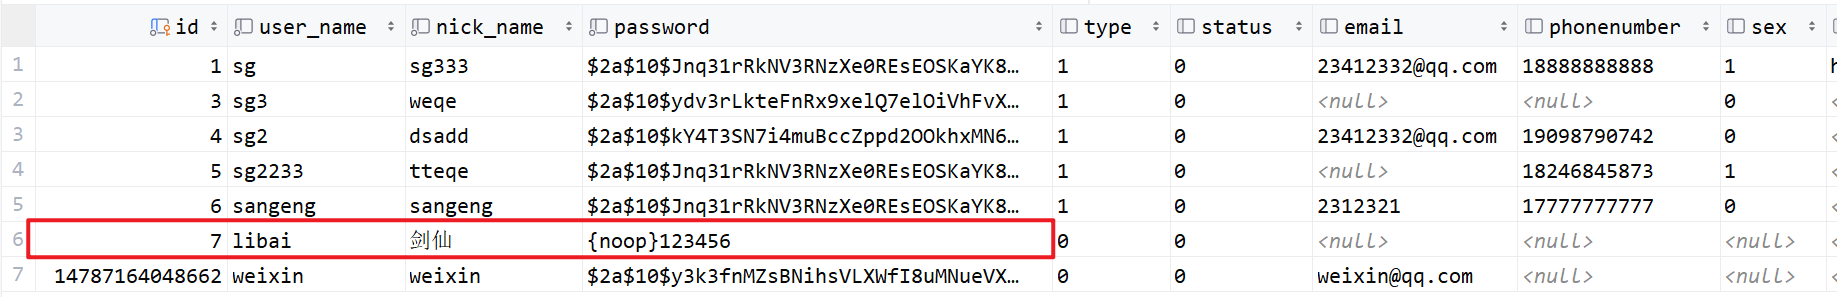 id user_name nick_name password type status email phonenumber sex
1 1 sg sg333 $2a$10$Jnq31rRkNV3RNzXe0REsEOSKaYK8… 1 0 23412332@qq.com 18888888888 1
2 3 sg3 weqe $2a$10$ydv3rLkteFnRx9xelQ7elOiVhFvX… 1 0 <null> <null> 0
3 4 sg2 dsadd $2a$10$kY4T3SN7i4muBccZppd2OOkhxMN6… 1 0 23412332@qq.com 19098790742 0
4 5 sg2233 tteqe $2a$10$Jnq31rRkNV3RNzXe0REsEOSKaYK8… 1 0 <null> 18246845873 1
5 6 sangeng sangeng $2a$10$Jnq31rRkNV3RNzXe0REsEOSKaYK8… 1 0 2312321 17777777777 0
6 7 libai 剑仙 {noop}123456 0 0 <null> <null> <null>
7 14787164048662 weixin weixin $2a$10$y3k3fnMZsBNihsVLXWfI8uMNueVX… 0 0 weixin@qq.com <null> <null>